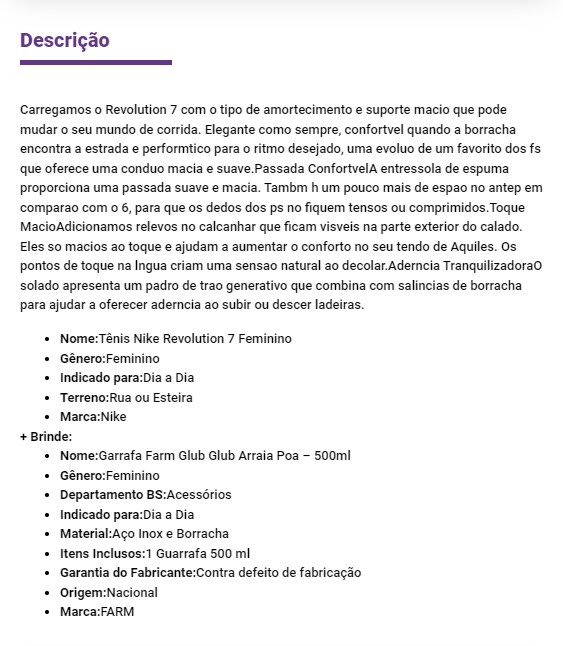 Descrição
Carregamos o Revolution 7 com o tipo de amortecimento e suporte macio que pode
mudar o seu mundo de corrida. Elegante como sempre, confortvel quando a borracha
encontra a estrada e performtico para o ritmo desejado, uma evoluo de um favorito dos fs
que oferece uma conduo macia e suave.Passada ConfortvelA entressola de espuma
proporciona uma passada suave e macia. Tambm h um pouco mais de espao no antep em
comparao com o 6, para que os dedos dos ps no fiquem tensos ou comprimidos.Toque
MacioAdicionamos relevos no calcanhar que ficam visveis na parte exterior do calado.
Eles so macios ao toque e ajudam a aumentar o conforto no seu tendo de Aquiles. Os
pontos de toque na lngua criam uma sensao natural ao decolar.Aderncia TranquilizadoraO
solado apresenta um padro de trao generativo que combina com salincias de borracha
para ajudar a oferecer aderncia ao subir ou descer ladeiras.
• Nome:Tênis Nike Revolution 7 Feminino
• Gênero:Feminino
• Indicado para:Dia a Dia
• Terreno:Rua ou Esteira
• Marca:Nike
+ Brinde:
• Nome:Garrafa Farm Glub Glub Arraia Poa – 500ml
• Gênero:Feminino
• Departamento BS:Acessórios
• Indicado para:Dia a Dia
• Material:Aço Inox e Borracha
• Itens Inclusos:1 Guarrafa 500 ml
• Garantia do Fabricante:Contra defeito de fabricação
• Origem:Nacional
• Marca:FARM